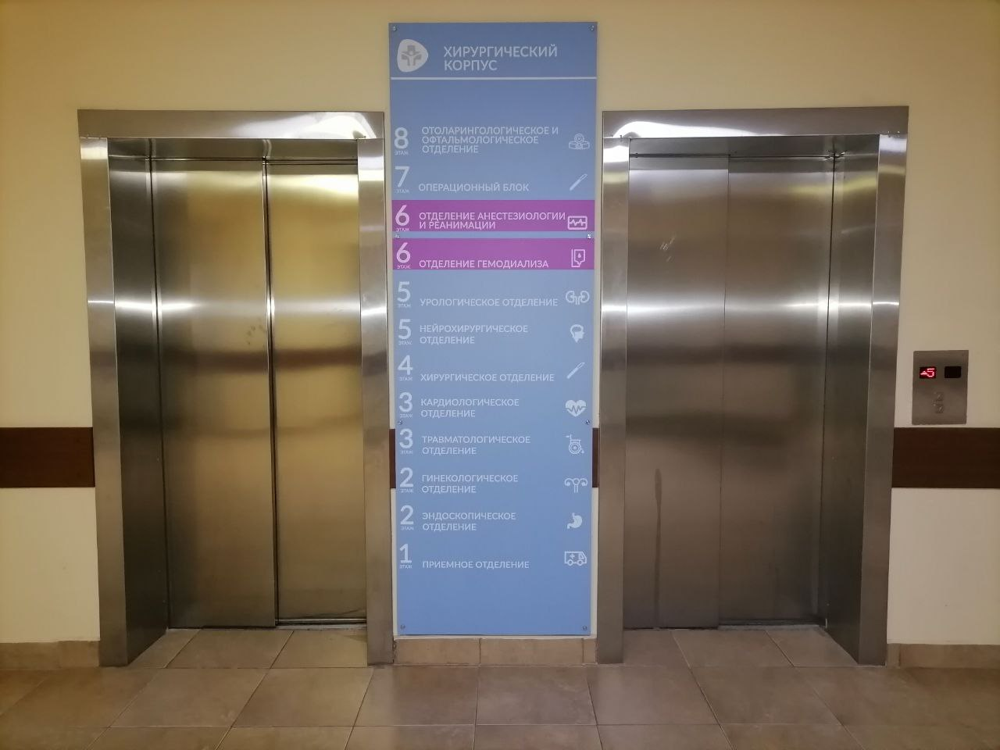 ХИРУРГИЧЕСКИЙ
КОРПУС
8
ЭТАЖ
ОТОЛАРИНГОЛОГИЧЕСКОЕ И
ОФТАЛЬМОЛОГИЧЕСКОЕ
ОТДЕЛЕНИЕ
7
ЭТАЖ
ОПЕРАЦИОННЫЙ БЛОК
6
ЭТАЖ
ОТДЕЛЕНИЕ АНЕСТЕЗИОЛОГИИ
И РЕАНИМАЦИИ
6
ЭТАЖ
ОТДЕЛЕНИЕ ГЕМОДИАЛИЗА
5
ЭТАЖ
УРОЛОГИЧЕСКОЕ ОТДЕЛЕНИЕ
5
ЭТАЖ
НЕЙРОХИРУРГИЧЕСКОЕ
ОТДЕЛЕНИЕ
4
ЭТАЖ
ХИРУРГИЧЕСКОЕ ОТДЕЛЕНИЕ
3
ЭТАЖ
КАРДИОЛОГИЧЕСКОЕ
ОТДЕЛЕНИЕ
3
ЭТАЖ
ТРАВМАТОЛОГИЧЕСКОЕ
ОТДЕЛЕНИЕ
2
ЭТАЖ
ГИНЕКОЛОГИЧЕСКОЕ
ОТДЕЛЕНИЕ
2
ЭТАЖ
ЭНДОСКОПИЧЕСКОЕ
ОТДЕЛЕНИЕ
1
ЭТАЖ
ПРИЕМНОЕ ОТДЕЛЕНИЕ
5